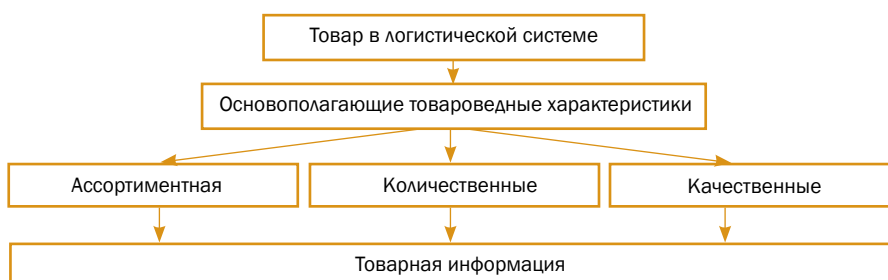 Товар в логистической системе
Основополагающие товароведные характеристики
Ассортиментная
Количественные
Качественные
Товарная информация